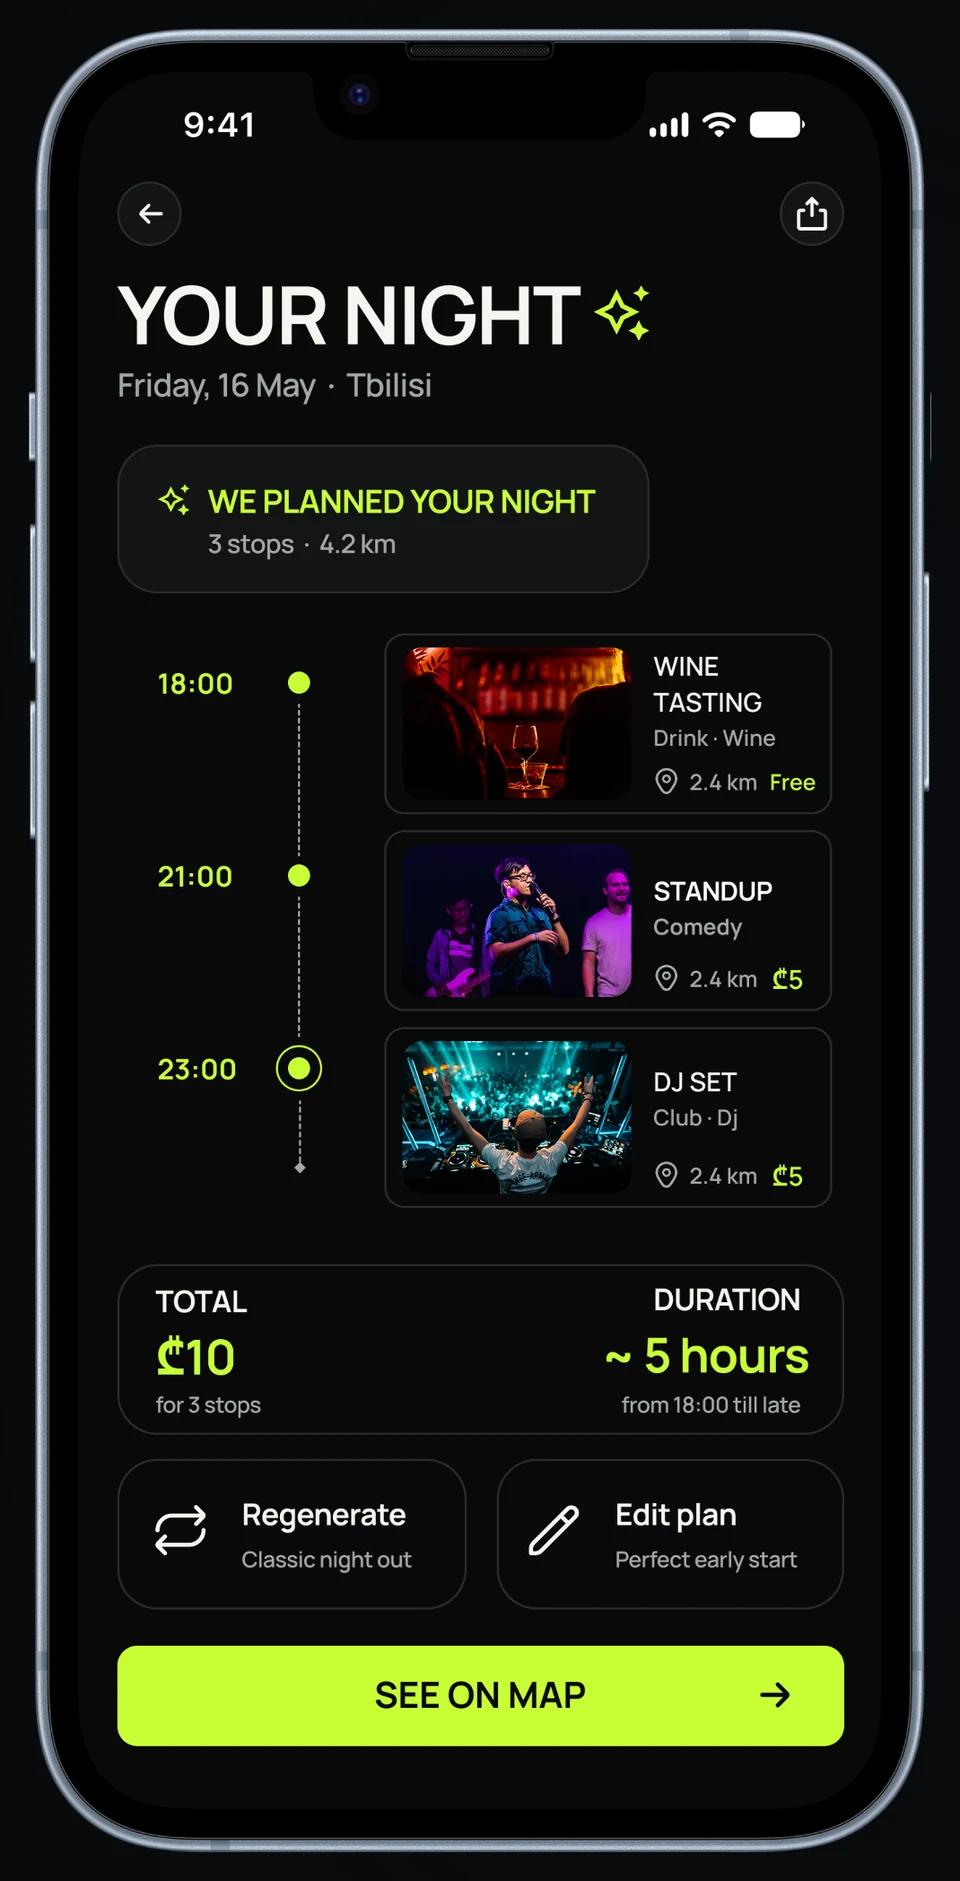 9:41
YOUR NIGHT
Friday, 16 May · Tbilisi
WE PLANNED YOUR NIGHT
3 stops · 4.2 km
18:00
WINE
TASTING
Drink · Wine
2.4 km Free
21:00
STANDUP
Comedy
2.4 km ₾5
23:00
DJ SET
Club · Dj
2.4 km ₾5
TOTAL
₾10
for 3 stops
DURATION
~ 5 hours
from 18:00 till late
Regenerate
Classic night out
Edit plan
Perfect early start
SEE ON MAP